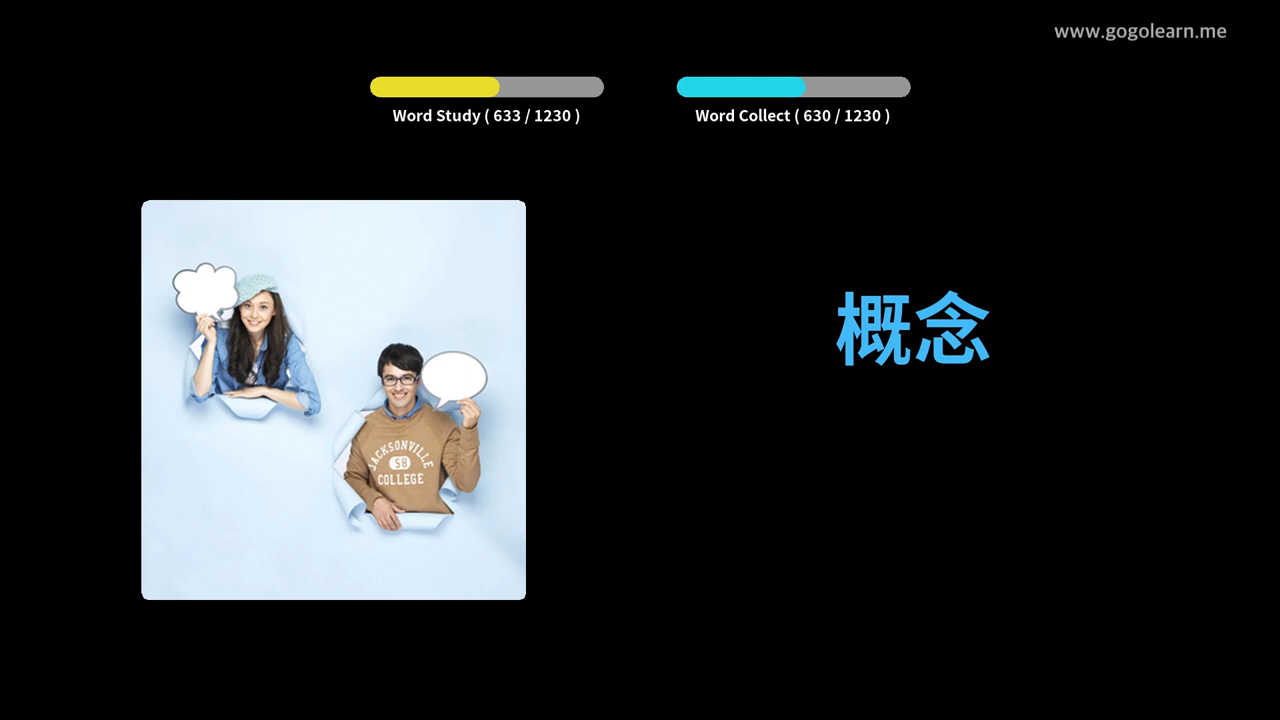 www.gogolearn.me
Word Study ( 633 / 1230 )
Word Collect ( 630 / 1230 )
概念
JACKSONVILLE
58
COLLEGE